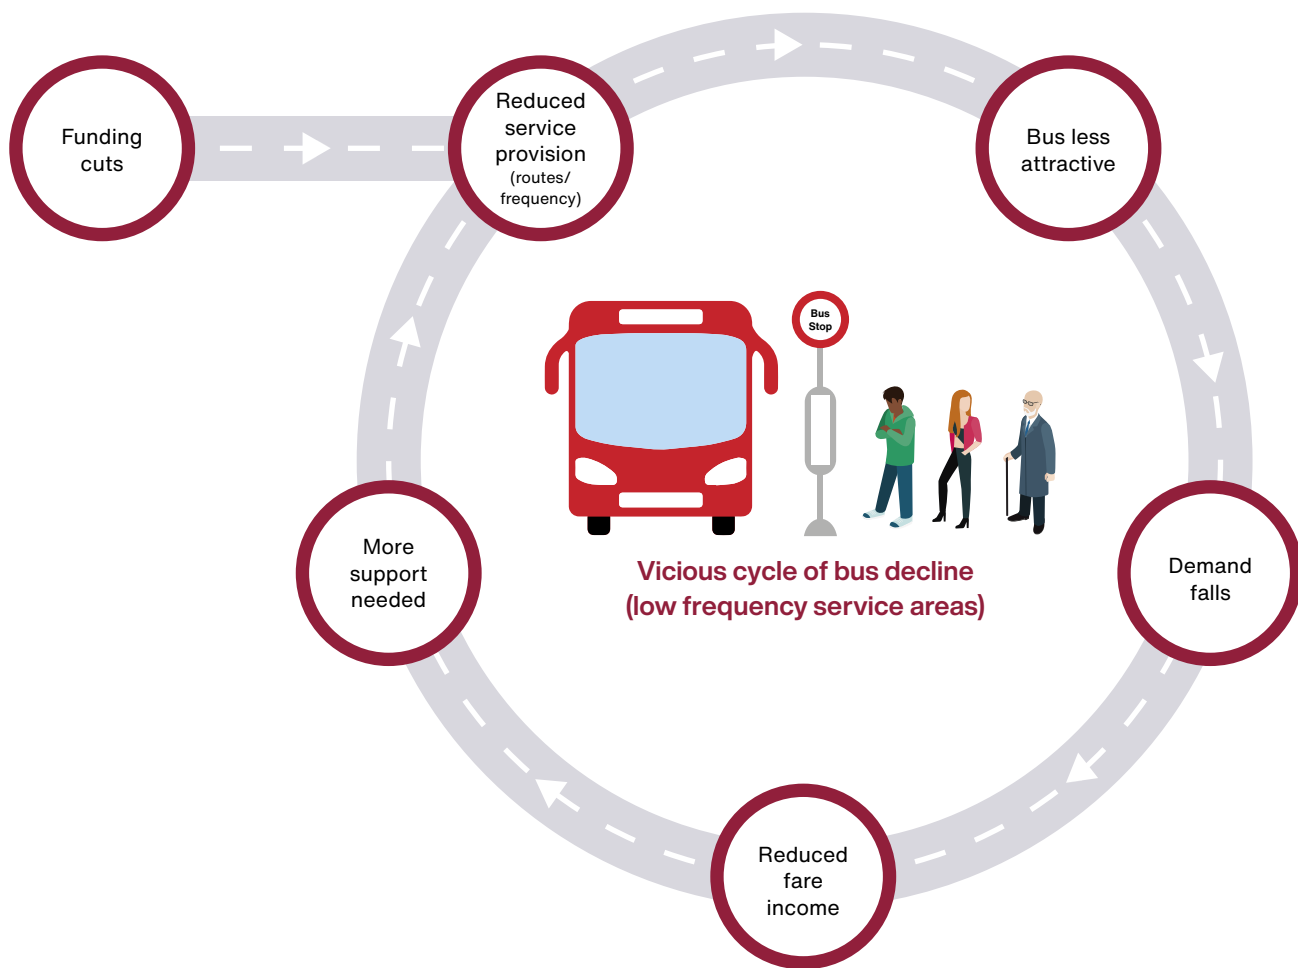 Funding
cuts
Reduced
service
provision
(routes/
frequency)
Bus less
attractive
Bus
Stop
Vicious cycle of bus decline
(low frequency service areas)
More
support
needed
Demand
falls
Reduced
fare
income